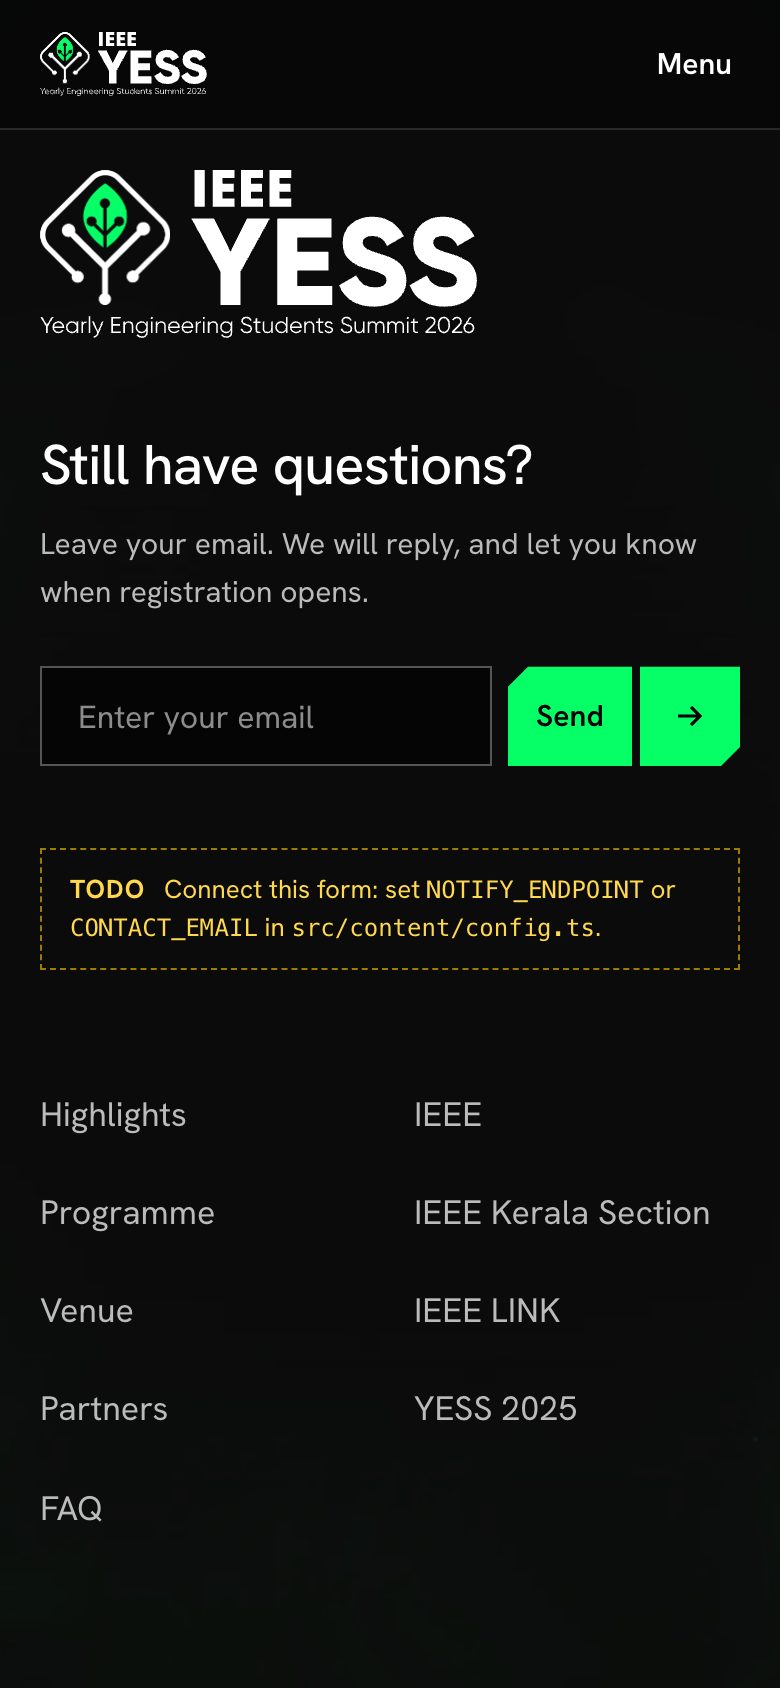 IEEE
YESS
Yearly Engineering Students Summit 2026
Menu
IEEE
YESS
Yearly Engineering Students Summit 2026
Still have questions?
Leave your email. We will reply, and let you know
when registration opens.
Enter your email
Send →
TODO Connect this form: set NOTIFY_ENDPOINT or
CONTACT_EMAIL in src/content/config.ts.
Highlights
Programme
Venue
Partners
FAQ
IEEE
IEEE Kerala Section
IEEE LINK
YESS 2025